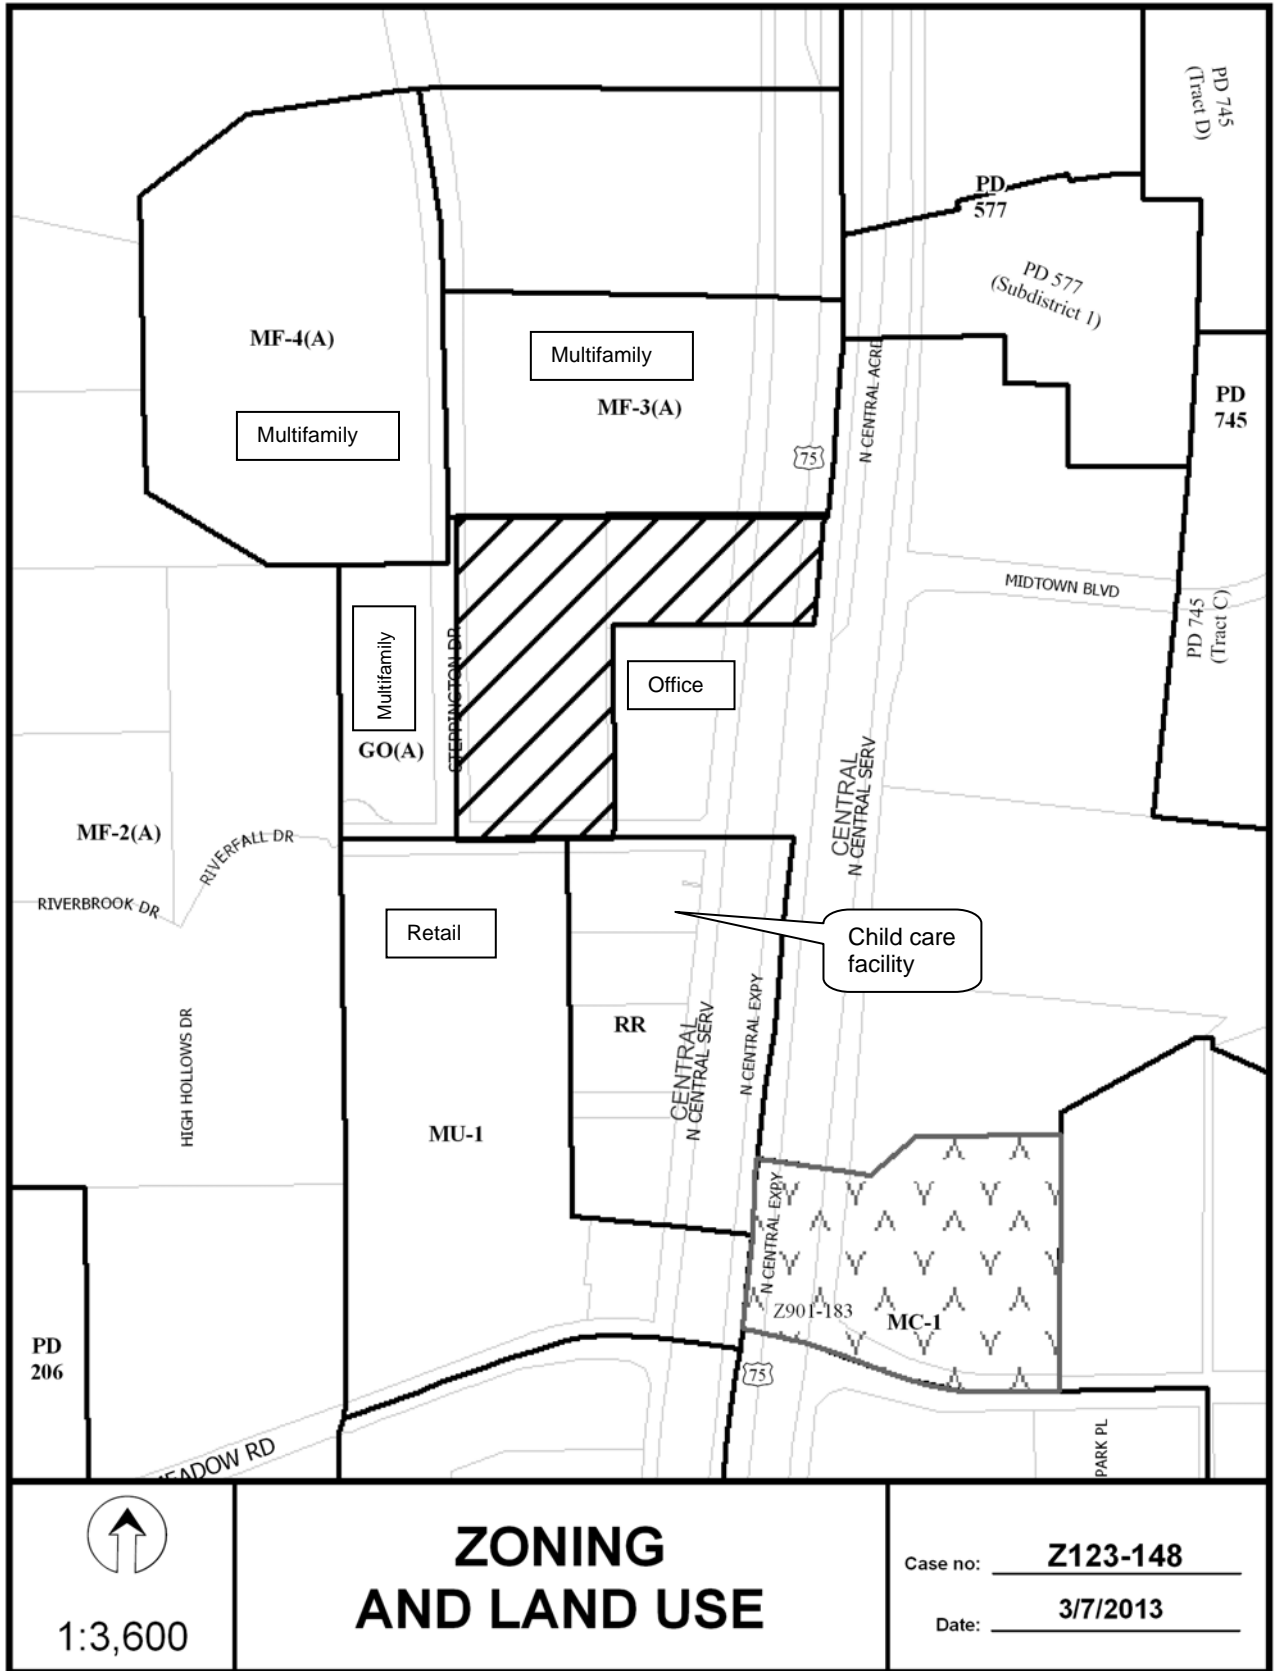 PD 745
(Tract D)
PD
577
PD 577
(Subdistrict 1)
MF-4(A)
Multifamily
MF-3(A)
Multifamily
N CENTRAL ACRD
75
PD
745
MIDTOWN BLVD
PD 745
(Tract C)
Multifamily
STEPPINGTON DR
Office
GO(A)
CENTRAL
N CENTRAL SERV
MF-2(A)
RIVERFALL DR
RIVERBROOK DR
Retail
Child care
facility
HIGH HOLLOWS DR
RR
CENTRAL
N CENTRAL SERV
N CENTRAL EXPY
MU-1
N CENTRAL EXPY
Z901-183
MC-1
PD
206
75
PARK PL
MEADOW RD
1:3,600
ZONING
AND LAND USE
Case no: Z123-148
Date: 3/7/2013